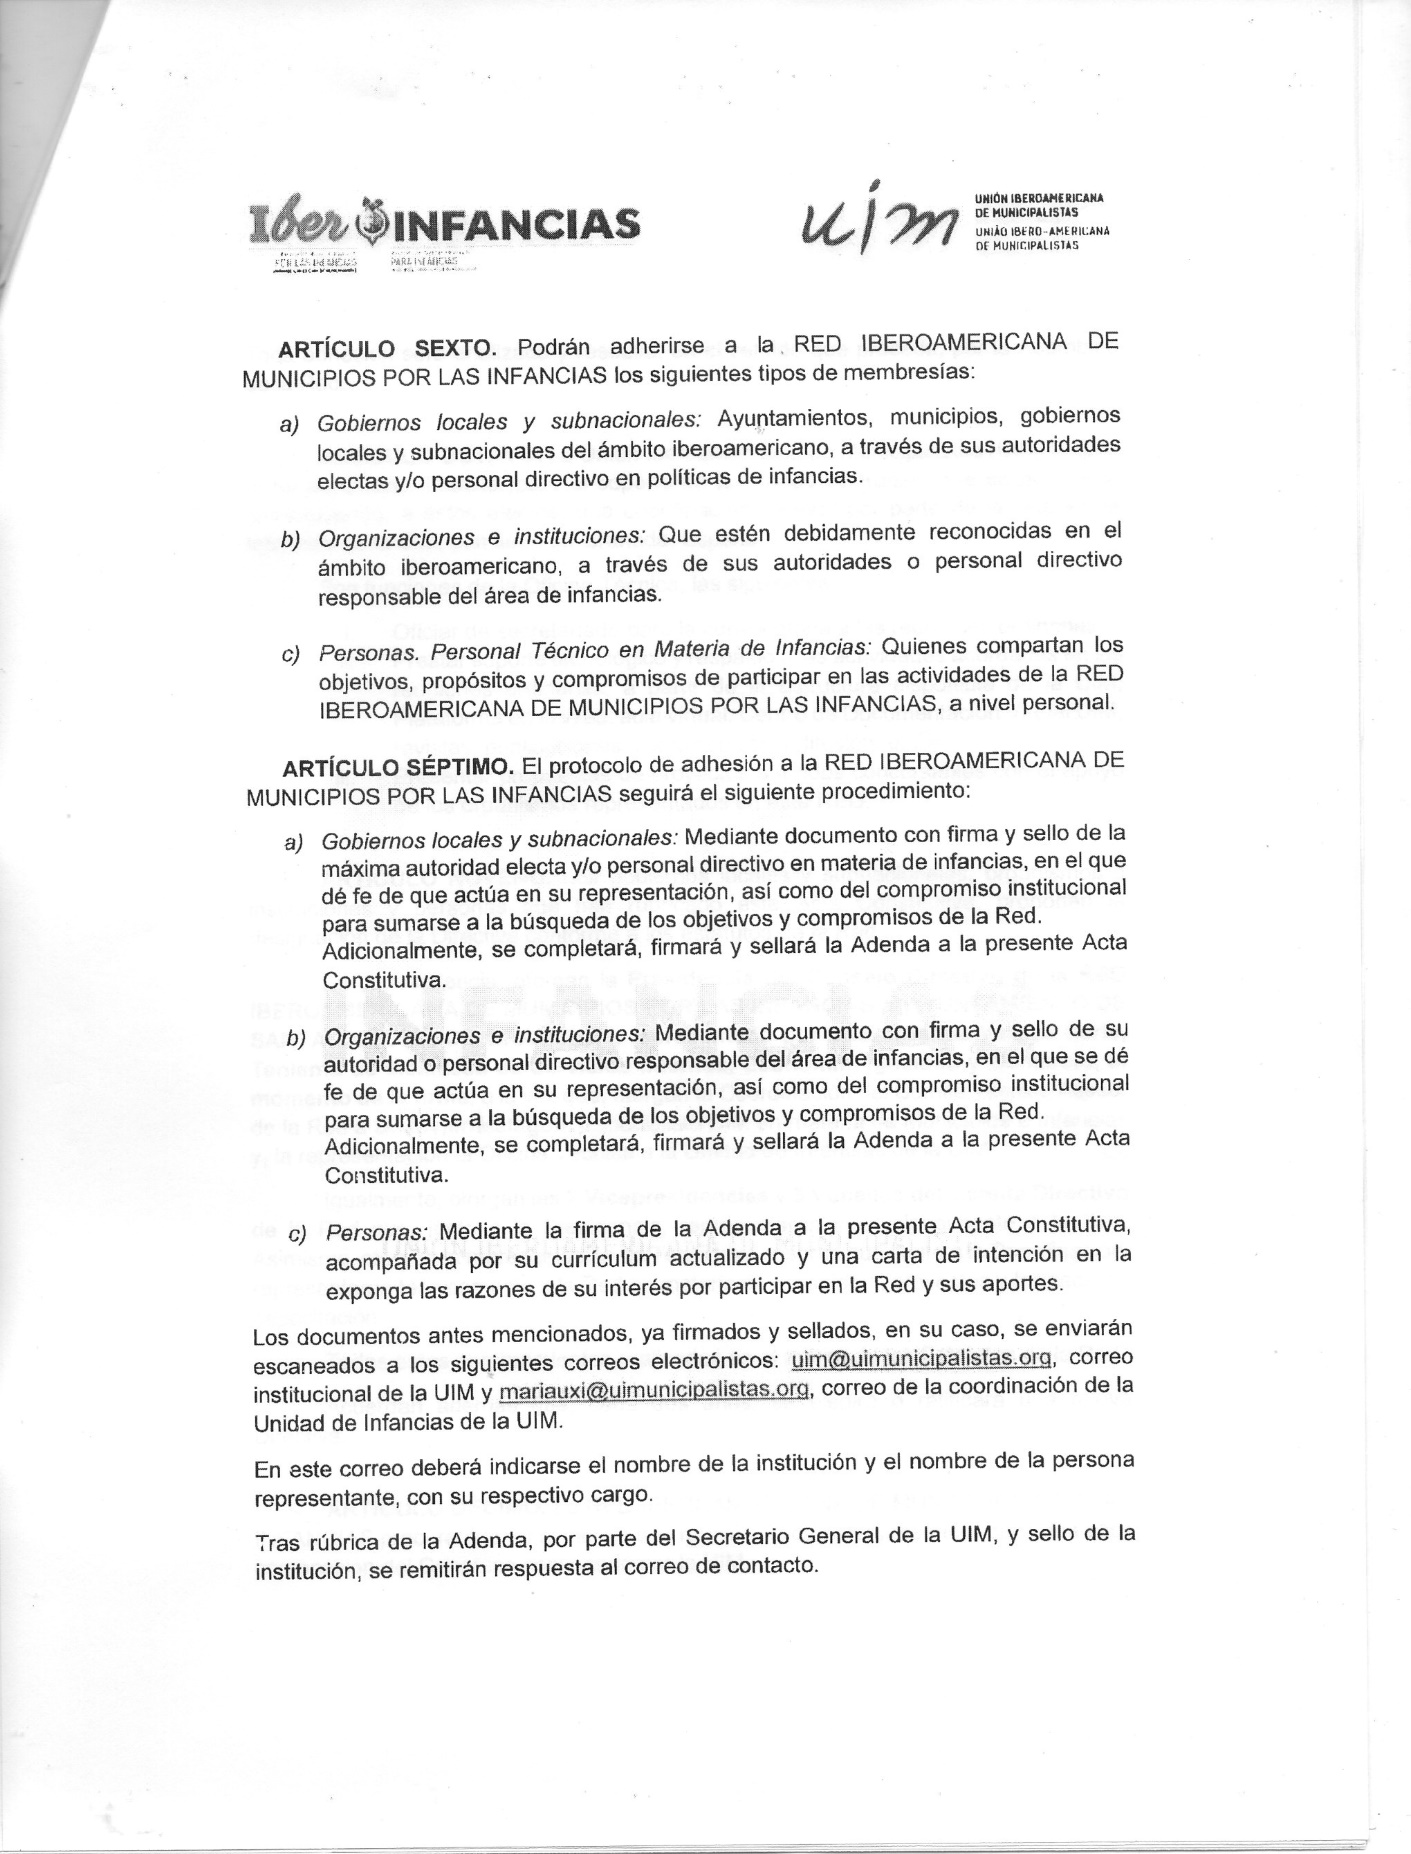 Iber INFANCIAS
uim
UNIÓN IBEROAMERICANA
DE MUNICIPALISTAS
UNIÃO IBERO-AMERICANA
DE MUNICIPALISTAS
POR LAS INFANCIAS
PARA INFÂNCIAS
ARTÍCULO SEXTO. Podrán adherirse a la RED IBEROAMERICANA DE
MUNICIPIOS POR LAS INFANCIAS los siguientes tipos de membresías:
a) Gobiernos locales y subnacionales: Ayuntamientos, municipios, gobiernos
locales y subnacionales del ámbito iberoamericano, a través de sus autoridades
electas y/o personal directivo en políticas de infancias.
b) Organizaciones e instituciones: Que estén debidamente reconocidas en el
ámbito iberoamericano, a través de sus autoridades o personal directivo
responsable del área de infancias.
c) Personas. Personal Técnico en Materia de Infancias: Quienes compartan los
objetivos, propósitos y compromisos de participar en las actividades de la RED
IBEROAMERICANA DE MUNICIPIOS POR LAS INFANCIAS, a nivel personal.
ARTÍCULO SÉPTIMO. El protocolo de adhesión a la RED IBEROAMERICANA DE
MUNICIPIOS POR LAS INFANCIAS seguirá el siguiente procedimiento:
a) Gobiernos locales y subnacionales: Mediante documento con firma y sello de la
máxima autoridad electa y/o personal directivo en materia de infancias, en el que
dé fe de que actúa en su representación, así como del compromiso institucional
para sumarse a la búsqueda de los objetivos y compromisos de la Red.
Adicionalmente, se completará, firmará y sellará la Adenda a la presente Acta
Constitutiva.
b) Organizaciones e instituciones: Mediante documento con firma y sello de su
autoridad o personal directivo responsable del área de infancias, en el que se dé
fe de que actúa en su representación, así como del compromiso institucional
para sumarse a la búsqueda de los objetivos y compromisos de la Red.
Adicionalmente, se completará, firmará y sellará la Adenda a la presente Acta
Constitutiva.
c) Personas: Mediante la firma de la Adenda a la presente Acta Constitutiva,
acompañada por su currículum actualizado y una carta de intención en la
exponga las razones de su interés por participar en la Red y sus aportes.
Los documentos antes mencionados, ya firmados y sellados, en su caso, se enviarán
escaneados a los siguientes correos electrónicos: uim@uimunicipalistas.org, correo
institucional de la UIM y mariauxi@uimunicipalistas.org, correo de la coordinación de la
Unidad de Infancias de la UIM.
En este correo deberá indicarse el nombre de la institución y el nombre de la persona
representante, con su respectivo cargo.
Tras rúbrica de la Adenda, por parte del Secretario General de la UIM, y sello de la
institución, se remitirán respuesta al correo de contacto.